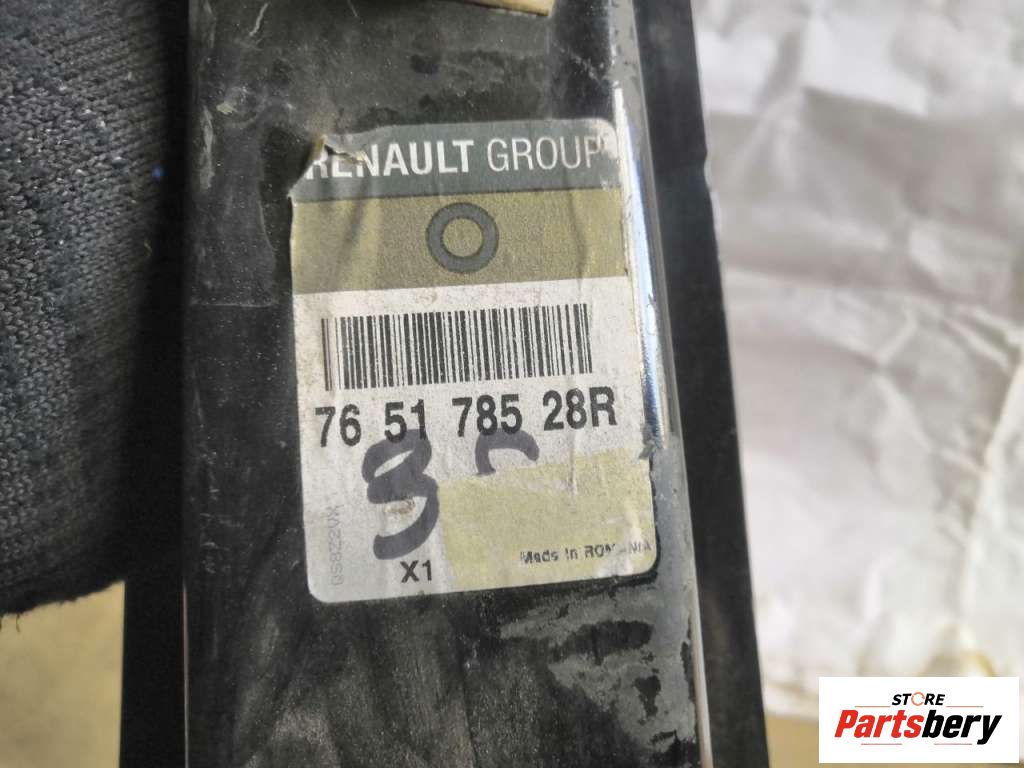 RENAULT GROUP
76 51 785 28R
X1
Made in ROMANIA
STORE
Partsbery